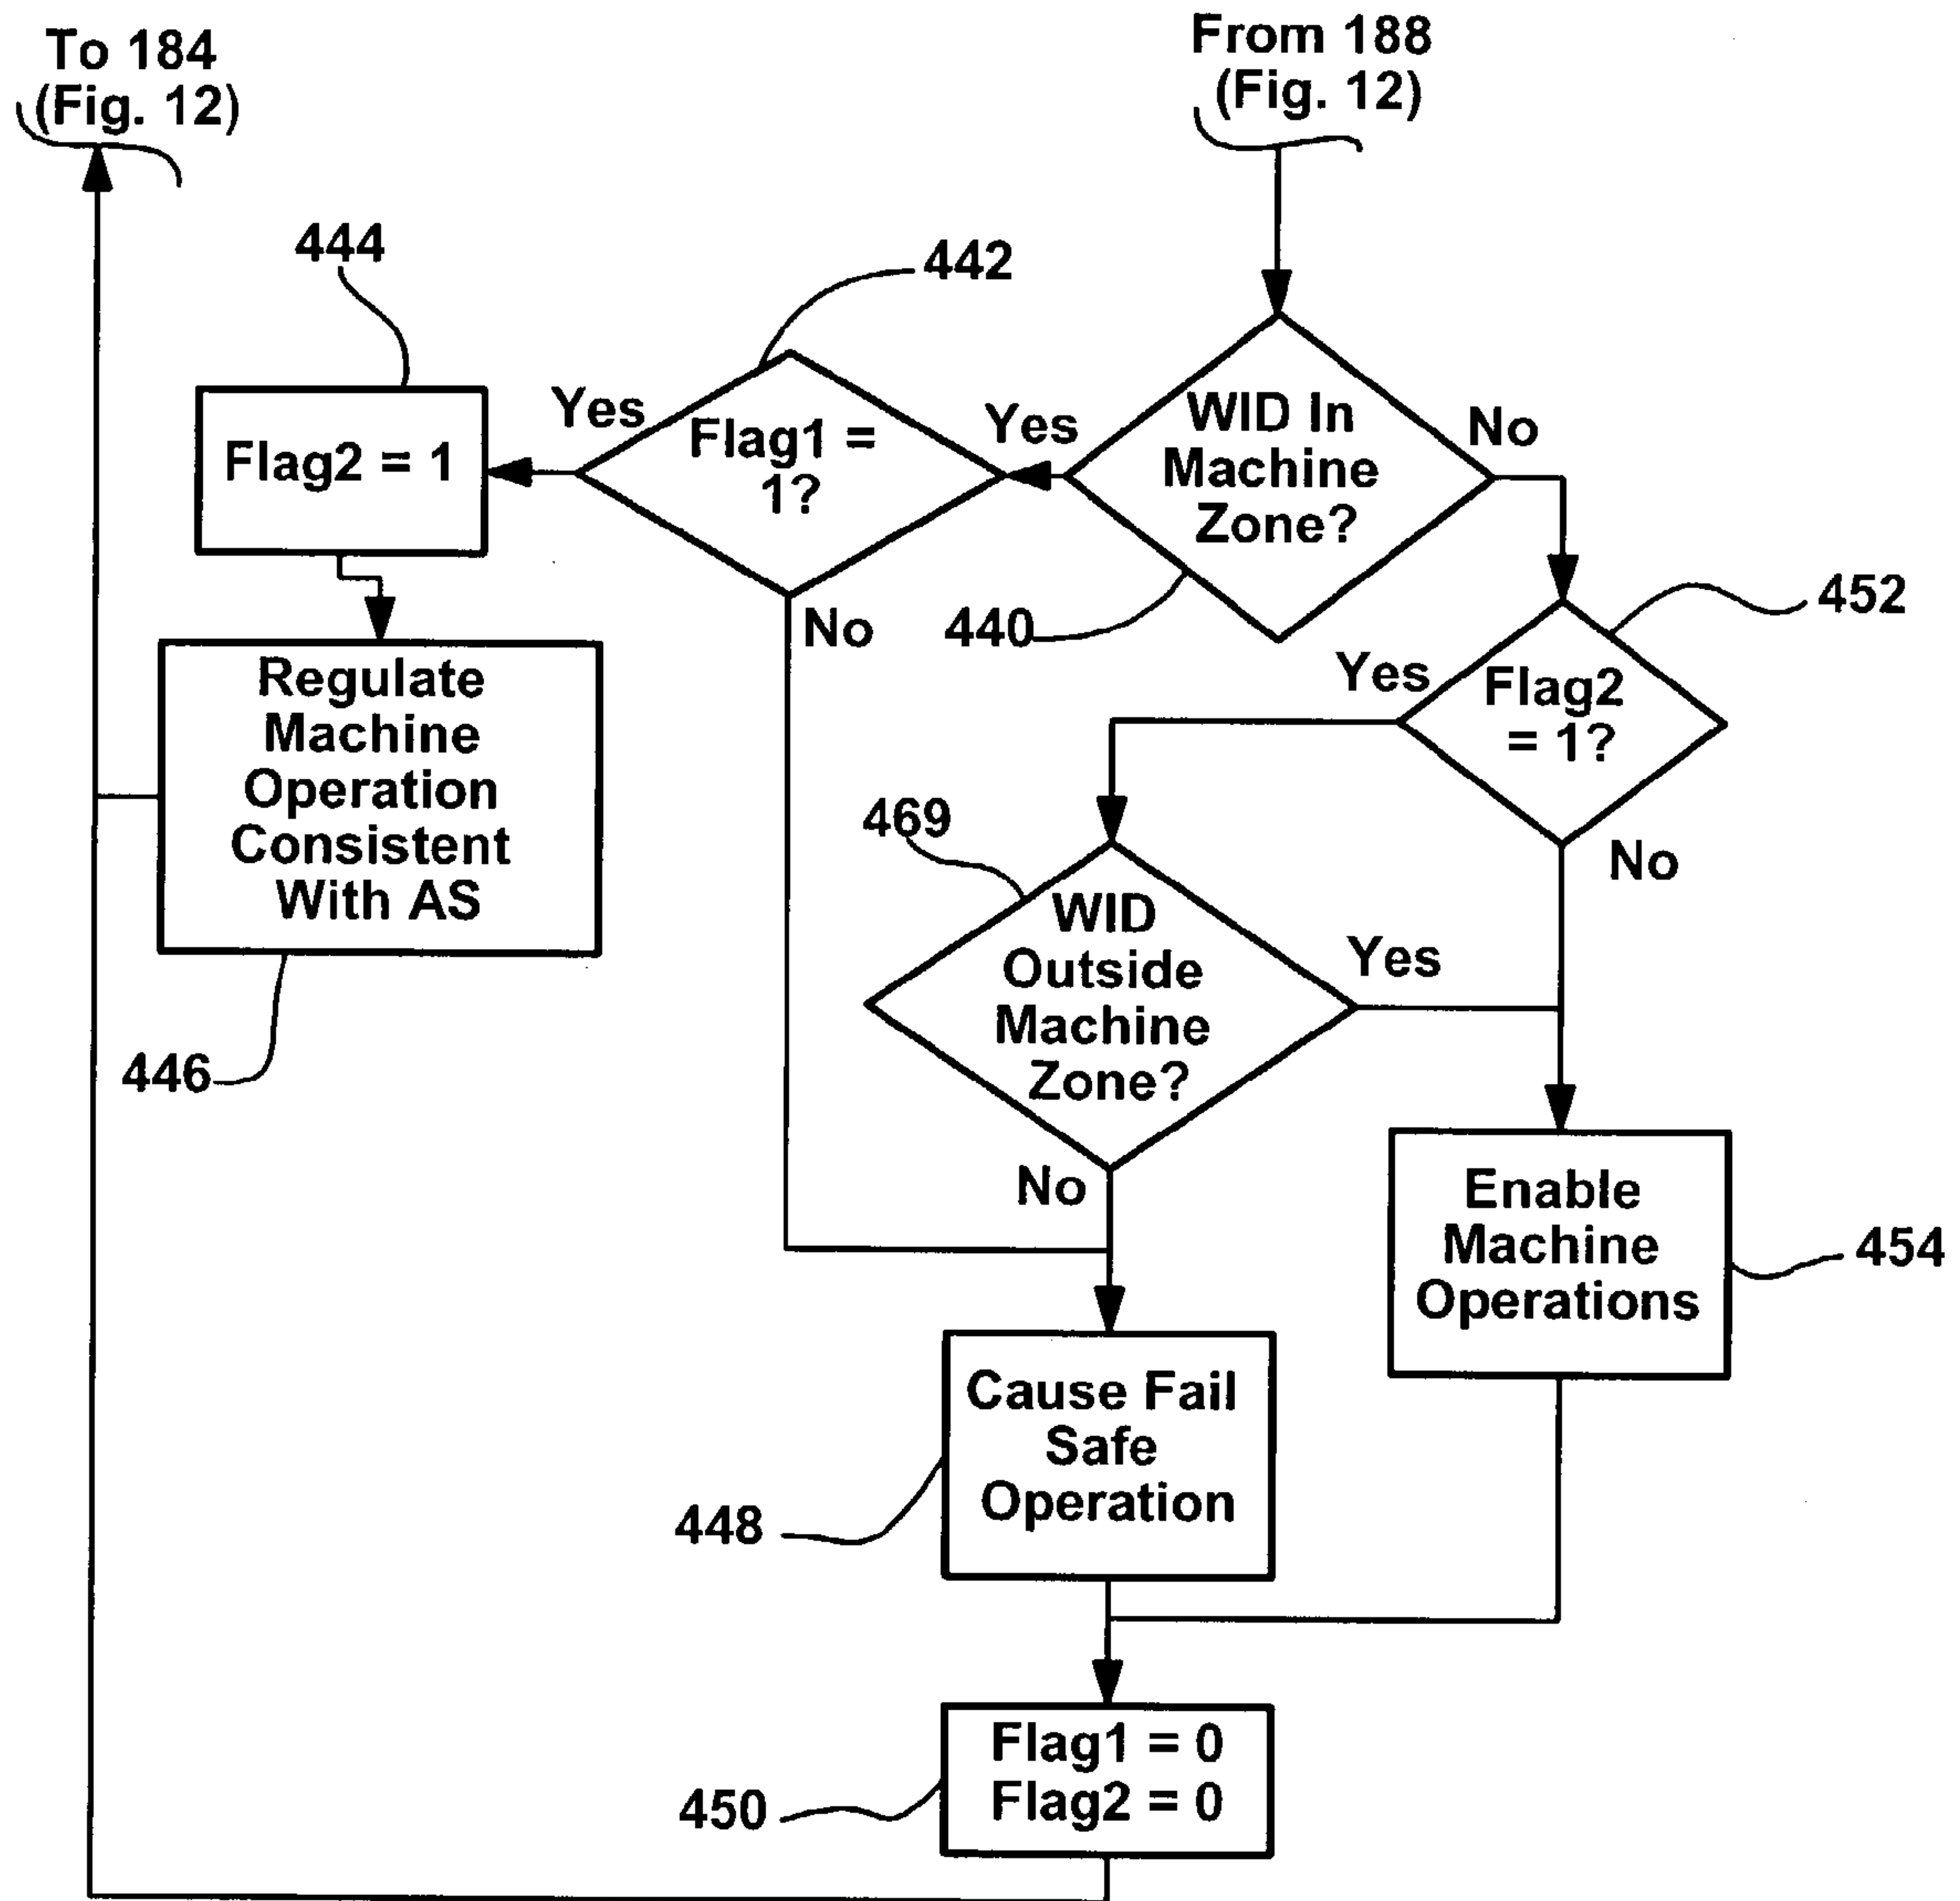 To 184
(Fig. 12)
From 188
(Fig. 12)
444
442
Flag2 = 1
Yes
Flag1 =
1?
Yes
WID In
Machine
Zone?
No
No
440
452
Regulate
Machine
Operation
Consistent
With AS
446
Yes
Flag2
= 1?
No
469
WID
Outside
Machine
Zone?
Yes
No
Enable
Machine
Operations
454
Cause Fail
Safe
Operation
448
Flag1 = 0
Flag2 = 0
450